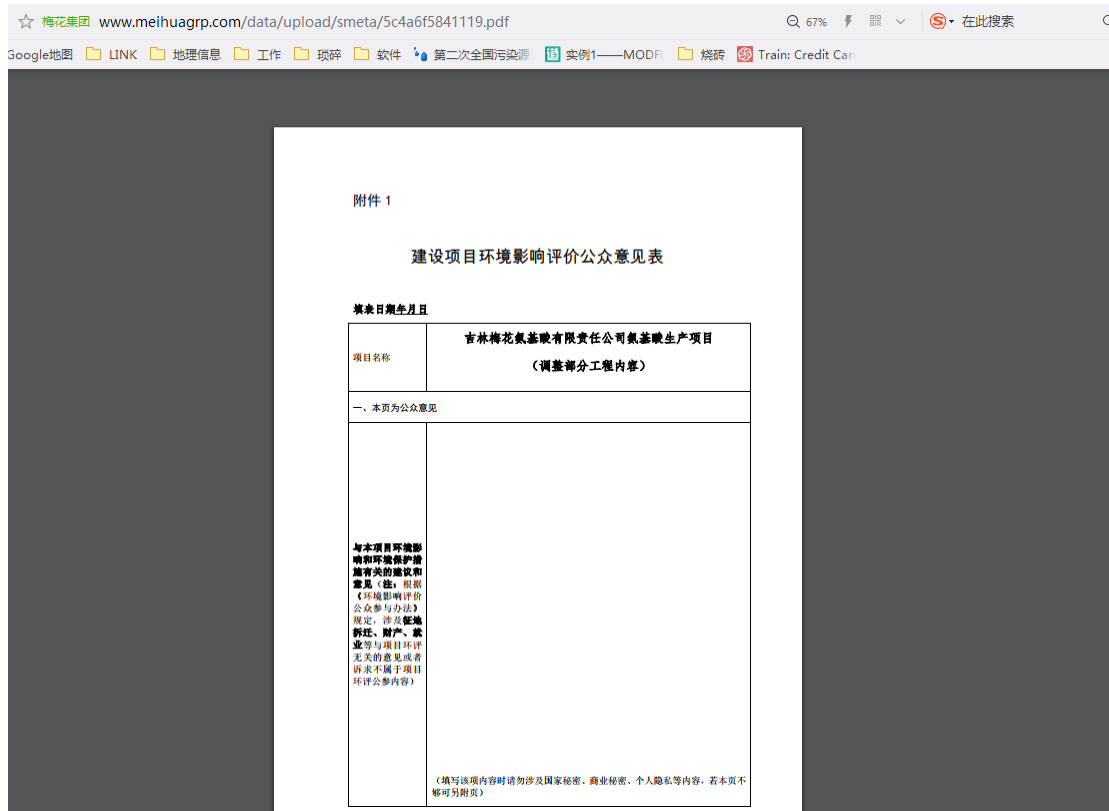 梅花集团 www.meihuagrp.com/data/upload/smeta/5c4a6f5841119.pdf 67% 在此搜索
Google地图 LINK 地理信息 工作 琐碎 软件 第二次全国污染源 实例1——MODFL 烧砖 Train: Credit Car
附件 1
建设项目环境影响评价公众意见表
填表日期年月日
项目名称
吉林梅花氨基酸有限责任公司氨基酸生产项目
（调整部分工程内容）
一、本页为公众意见
与本项目环境影
响和环境保护措
施有关的建议和
意见（注：根据
《环境影响评价
公众参与办法》
规定，涉及征地
拆迁、财产、就
业等与项目环评
无关的意见或者
诉求不属于项目
环评公参内容）
（填写该项内容时请勿涉及国家秘密、商业秘密、个人隐私等内容，若本页不
够可另附页）